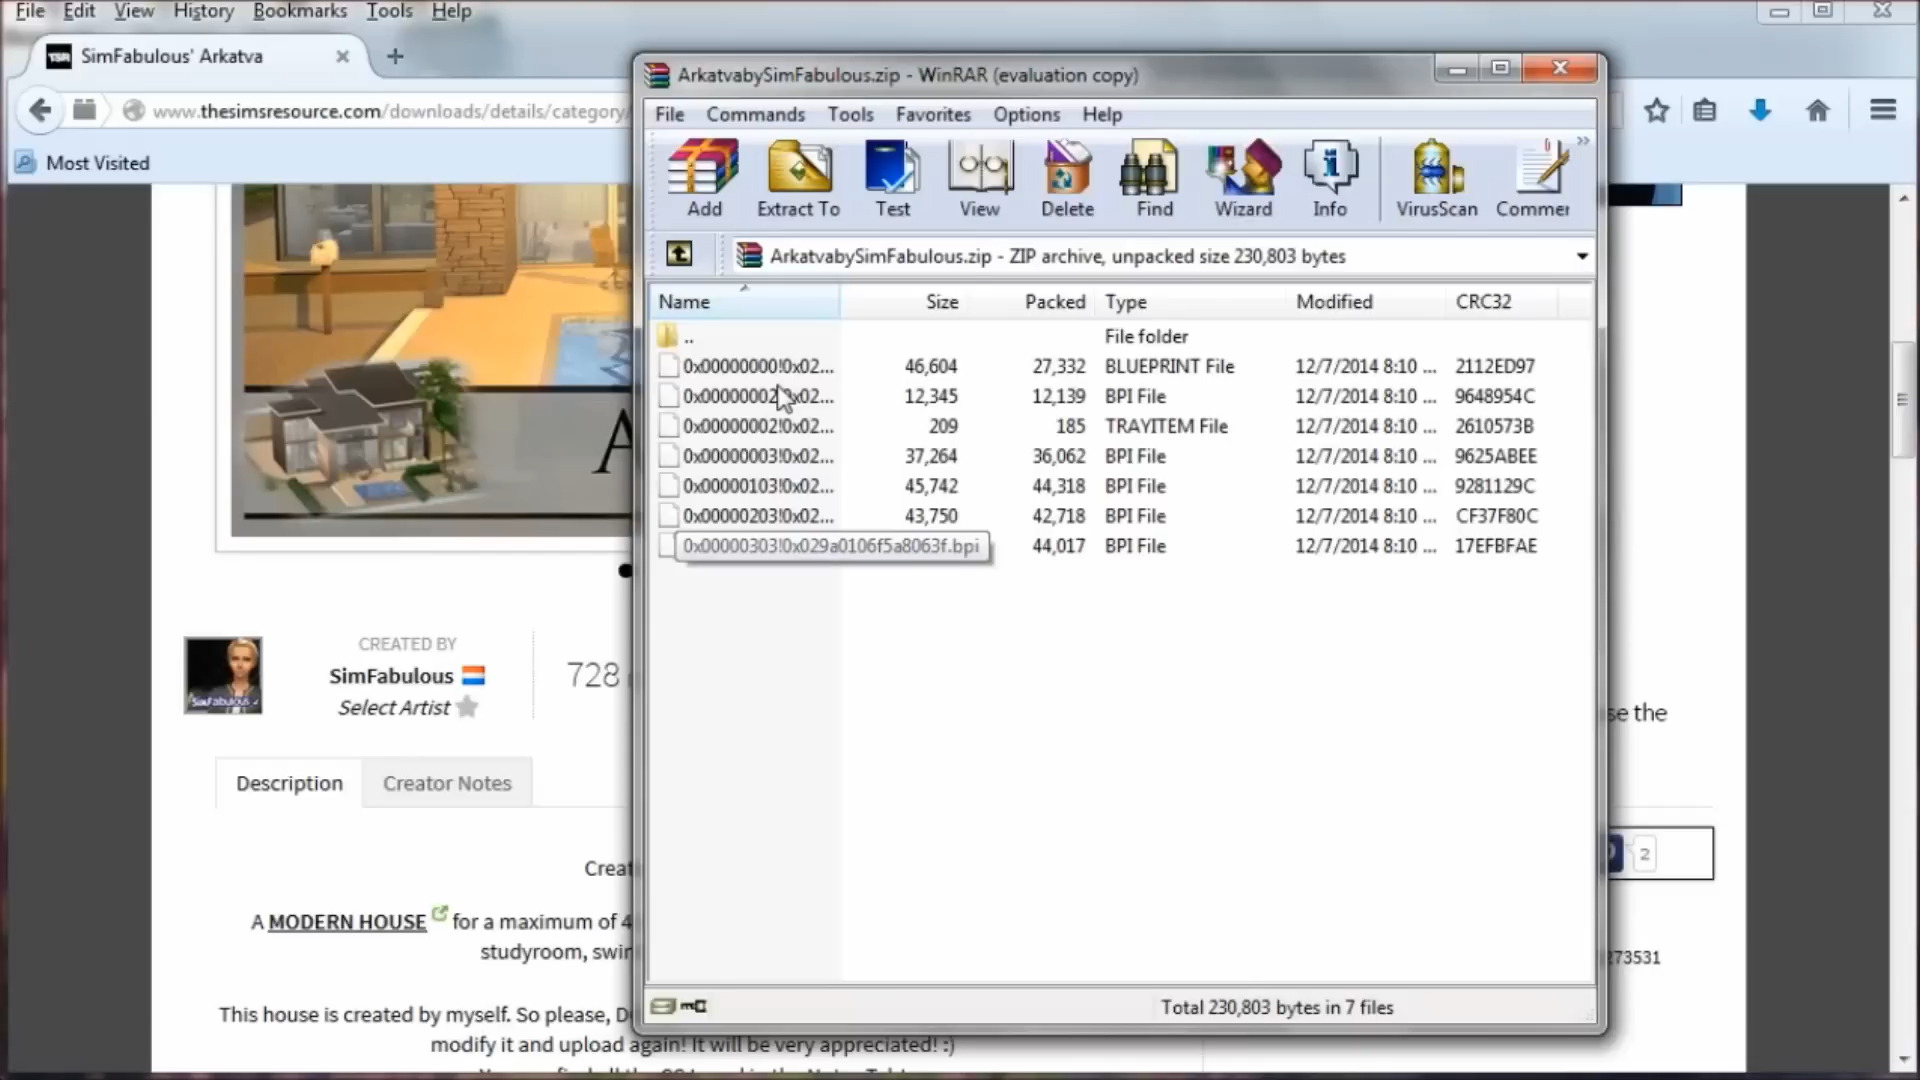 File Edit View History Bookmarks Tools Help
TSR SimFabulous' Arkatva
www.thesimsresource.com/downloads/details/category/
Most Visited
A
CREATED BY
SimFabulous
Select Artist
728
Description Creator Notes
A MODERN HOUSE for a maximum of 4
studyroom,
This house is created by myself. So please,
modify it and upload again! It will be very appreciated! :)
ArkatvabySimFabulous.zip - WinRAR (evaluation copy)
File Commands Tools Favorites Options Help
Add Extract To Test View Delete Find Wizard Info VirusScan Commer
ArkatvabySimFabulous.zip - ZIP archive, unpacked size 230,803 bytes
Name Size Packed Type Modified CRC32
.. File folder
0x00000000!0x02... 46,604 27,332 BLUEPRINT File 12/7/2014 8:10 ... 2112ED97
0x00000002!0x02... 12,345 12,139 BPI File 12/7/2014 8:10 ... 9648954C
0x00000002!0x02... 209 185 TRAYITEM File 12/7/2014 8:10 ... 2610573B
0x00000003!0x02... 37,264 36,062 BPI File 12/7/2014 8:10 ... 9625ABEE
0x00000103!0x02... 45,742 44,318 BPI File 12/7/2014 8:10 ... 9281129C
0x00000203!0x02... 43,750 42,718 BPI File 12/7/2014 8:10 ... CF37F80C
0x00000303!0x029a0106f5a8063f.bpi 44,017 BPI File 12/7/2014 8:10 ... 17EFBFAE
Total 230,803 bytes in 7 files
se the
2
273531